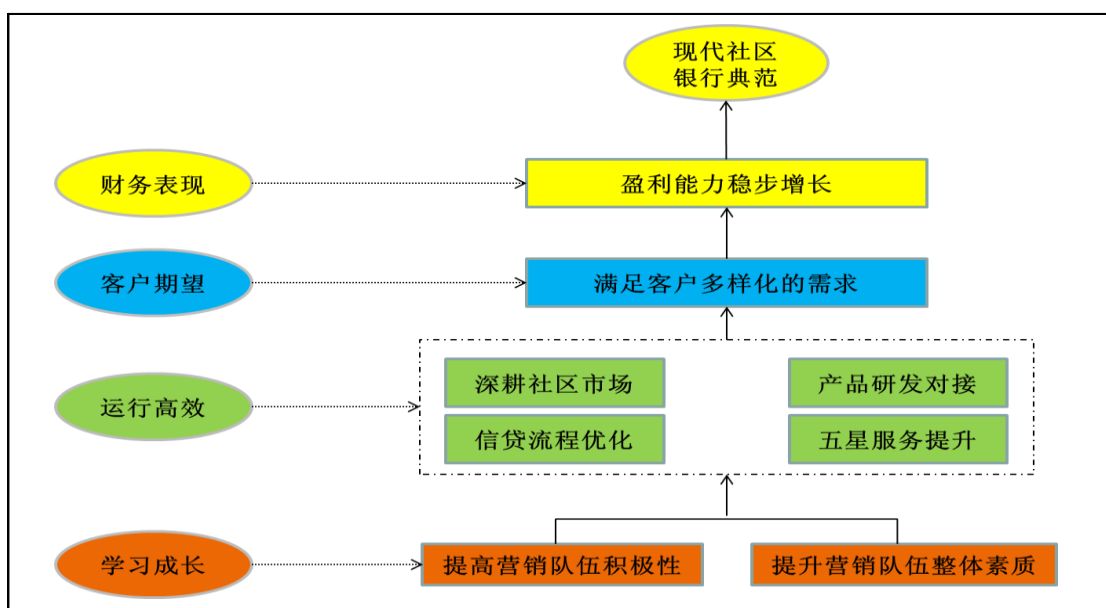 现代社区
银行典范
财务表现
盈利能力稳步增长
客户期望
满足客户多样化的需求
深耕社区市场
产品研发对接
运行高效
信贷流程优化
五星服务提升
学习成长
提高营销队伍积极性
提升营销队伍整体素质